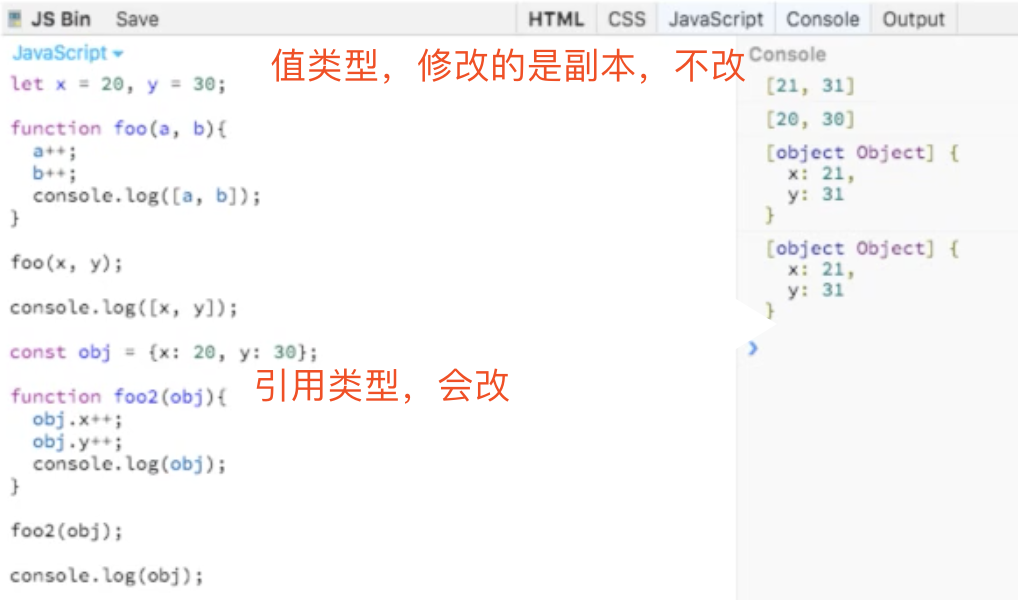 JS Bin Save HTML CSS JavaScript Console Output
JavaScript
值类型，修改的是副本，不改
let x = 20, y = 30;
function foo(a, b){
a++;
b++;
console.log([a, b]);
}
foo(x, y);
console.log([x, y]);
const obj = {x: 20, y: 30};
引用类型，会改
function foo2(obj){
obj.x++;
obj.y++;
console.log(obj);
}
foo2(obj);
console.log(obj);
Console
[21, 31]
[20, 30]
[object Object] {
x: 21,
y: 31
}
[object Object] {
x: 21,
y: 31
}